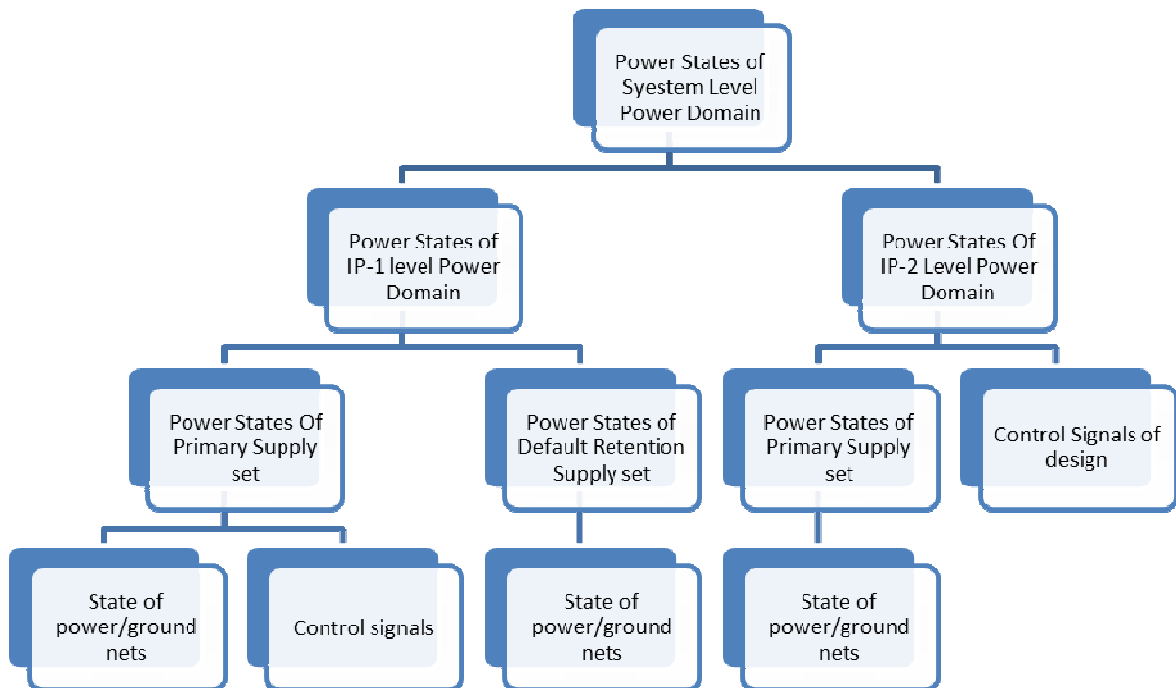 Power States of
Syestem Level
Power Domain
Power States of
IP-1 level Power
Domain
Power States Of
IP-2 Level Power
Domain
Power States Of
Primary Supply
set
Power States of
Default Retention
Supply set
Power States of
Primary Supply
set
Control Signals of
design
State of
power/ground
nets
Control signals
State of
power/ground
nets
State of
power/ground
nets